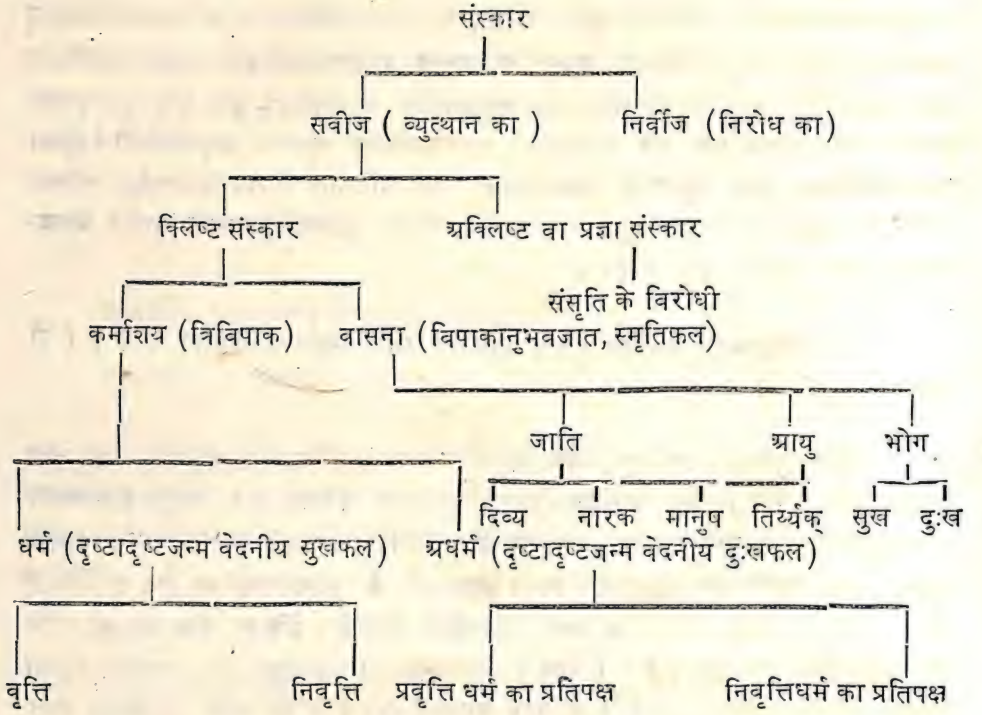 संस्कार
सवीज ( व्युत्थान का ) निर्वीज (निरोध का)
क्लिष्ट संस्कार अक्लिष्ट वा प्रज्ञा संस्कार
संसृति के विरोधी
कर्माशय (त्रिविपाक) वासना (विपाकानुभवजात, स्मृतिफल)
जाति आयु भोग
दिव्य नारक मानुष तिर्य्यक् सुख दुःख
धर्म (दृष्टादृष्टजन्म वेदनीय सुखफल) अधर्म (दृष्टादृष्टजन्म वेदनीय दुःखफल)
वृत्ति निवृत्ति प्रवृत्ति धर्म का प्रतिपक्ष निवृत्तिधर्म का प्रतिपक्ष